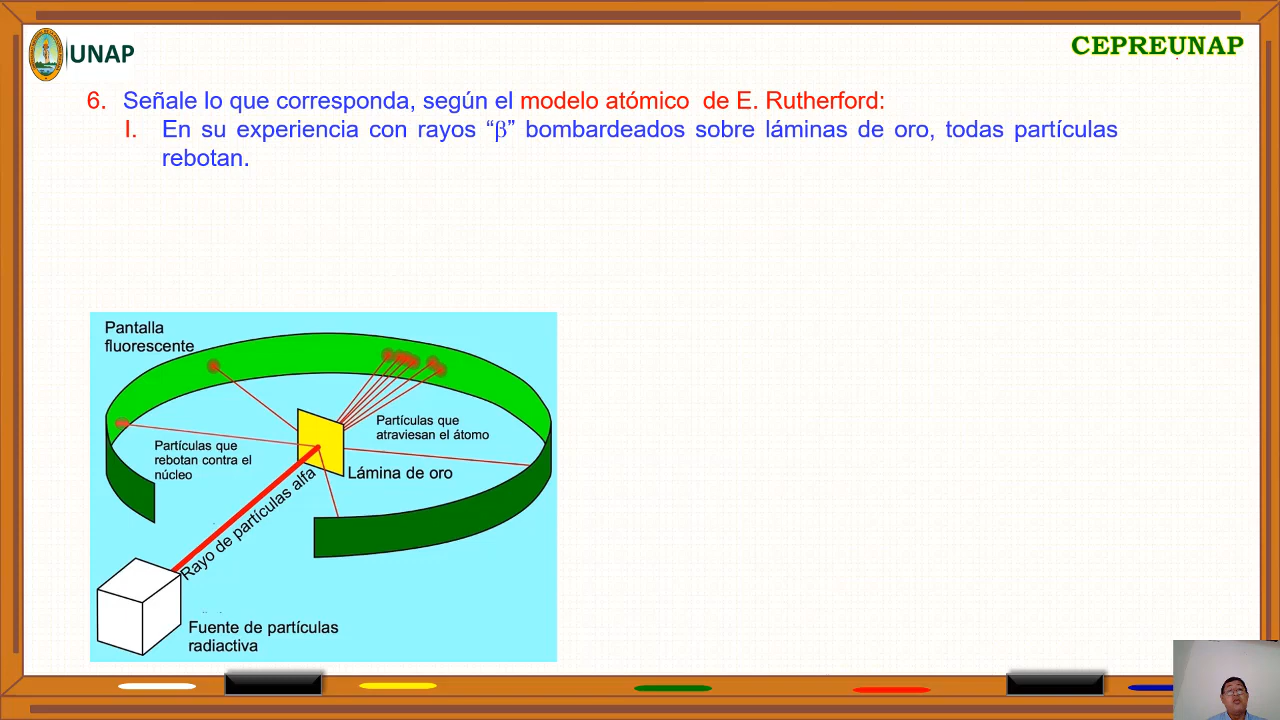 UNAP
CEPREUNAP
6. Señale lo que corresponda, según el modelo atómico de E. Rutherford:
I. En su experiencia con rayos “β” bombardeados sobre láminas de oro, todas partículas
rebotan.
Pantalla
fluorescente
Partículas que
atraviesan el átomo
Partículas que
rebotan contra el
núcleo
Lámina de oro
Rayo de partículas alfa
Fuente de partículas
radiactiva